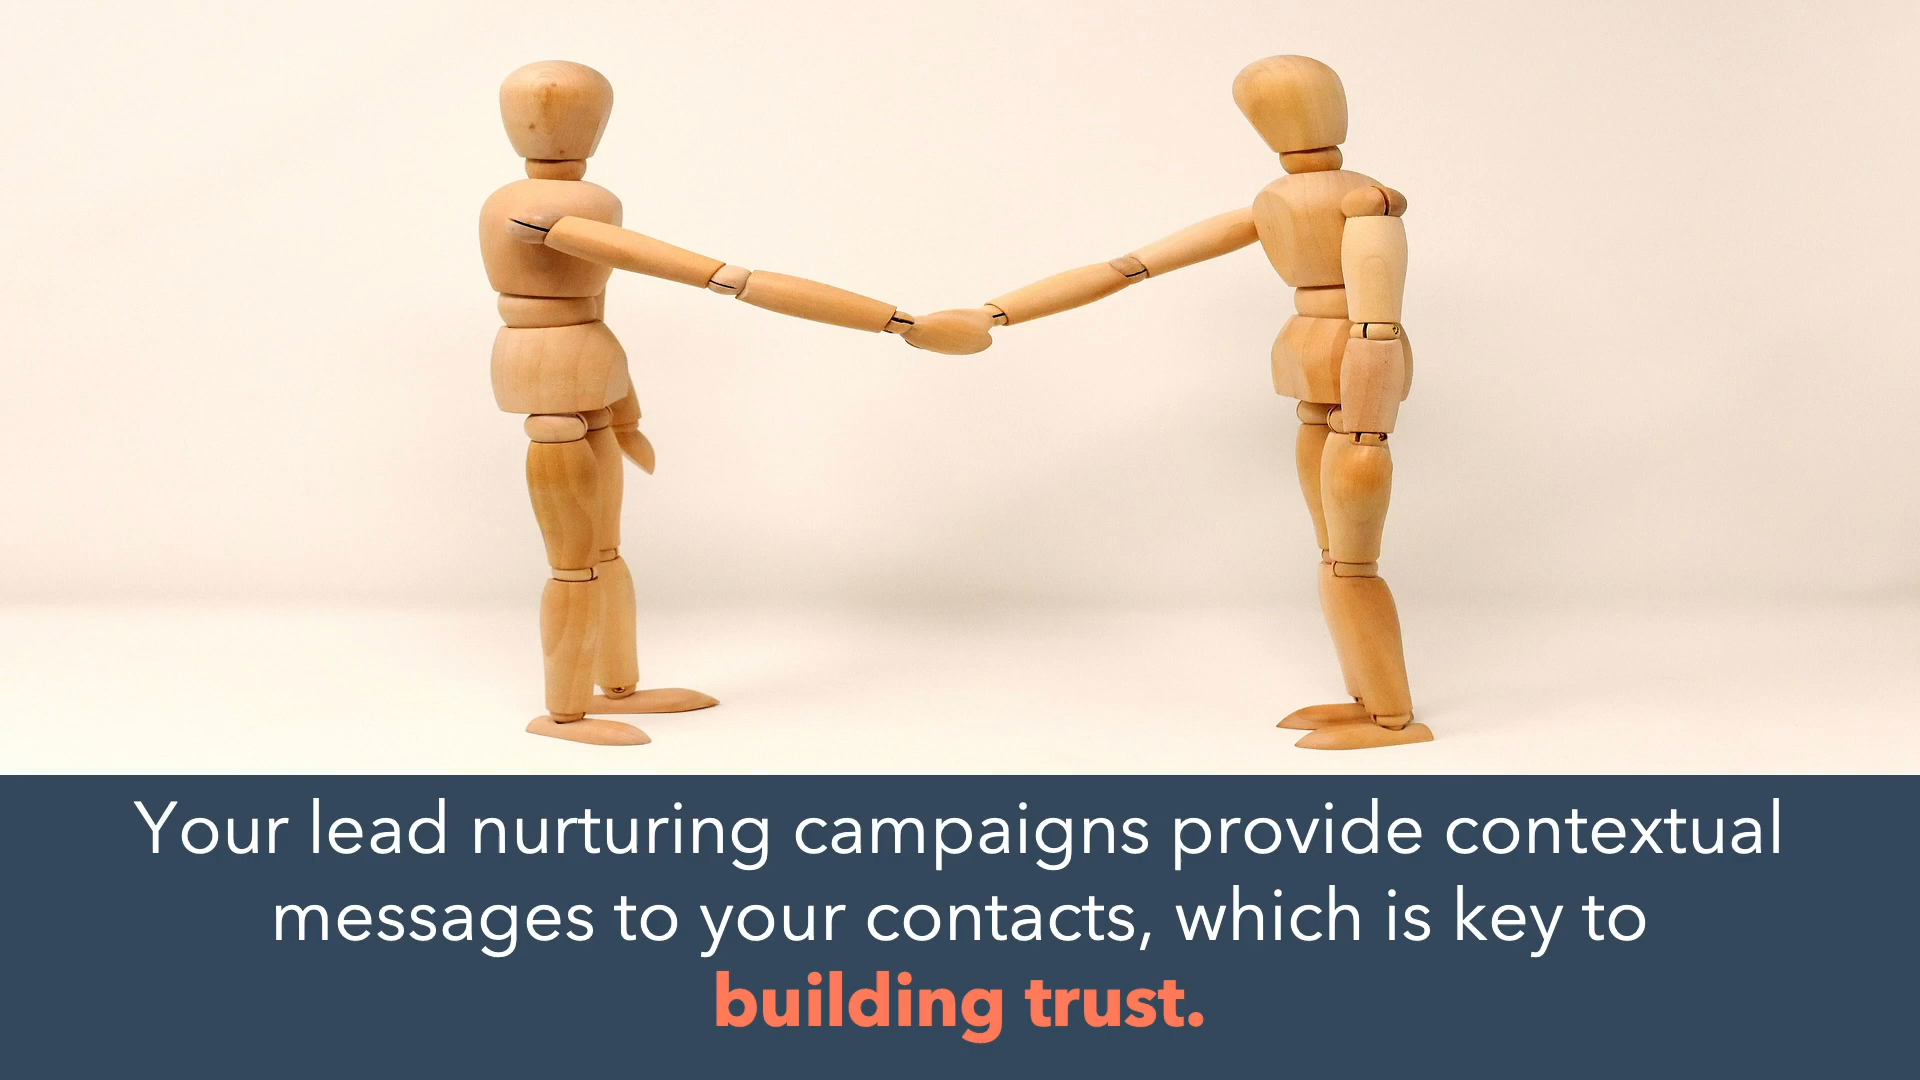 Your lead nurturing campaigns provide contextual
messages to your contacts, which is key to
building trust.